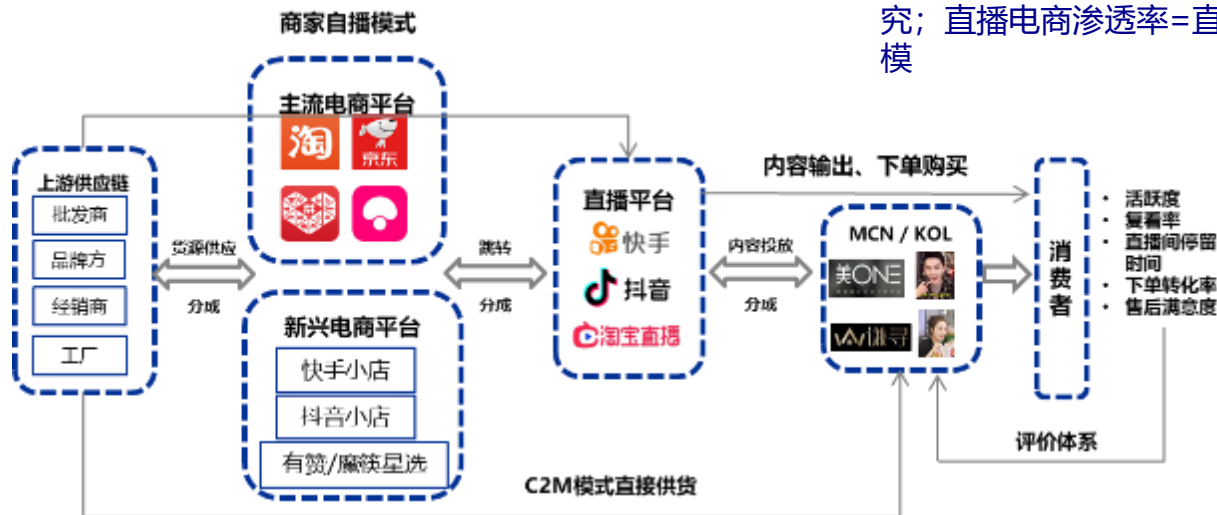 究；直播电商渗透率=直
模
商家自播模式
主流电商平台
淘
京东
上游供应链
批发商
品牌方
经销商
工厂
货源供应
分成
新兴电商平台
快手小店
抖音小店
有赞/魔筷星选
跳转
分成
直播平台
快手
抖音
淘宝直播
内容输出、下单购买
内容投放
分成
MCN / KOL
美ONE
谦寻
消费者
• 活跃度
• 复看率
• 直播间停留
时间
• 下单转化率
• 售后满意度
评价体系
C2M模式直接供货